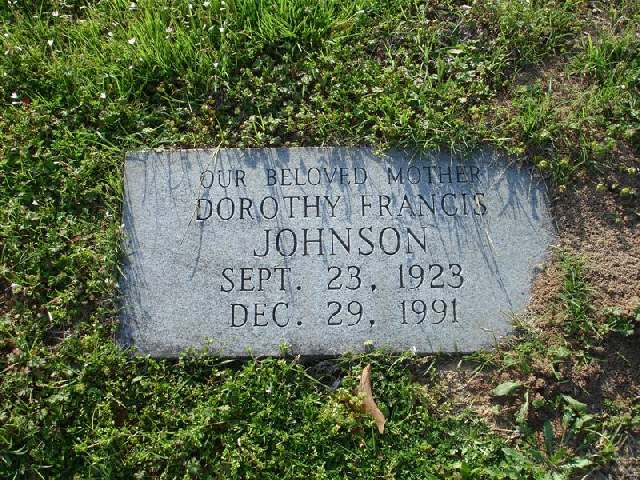 OUR BELOVED MOTHER
DOROTHY FRANCIS
JOHNSON
SEPT. 23, 1923
DEC. 29, 1991